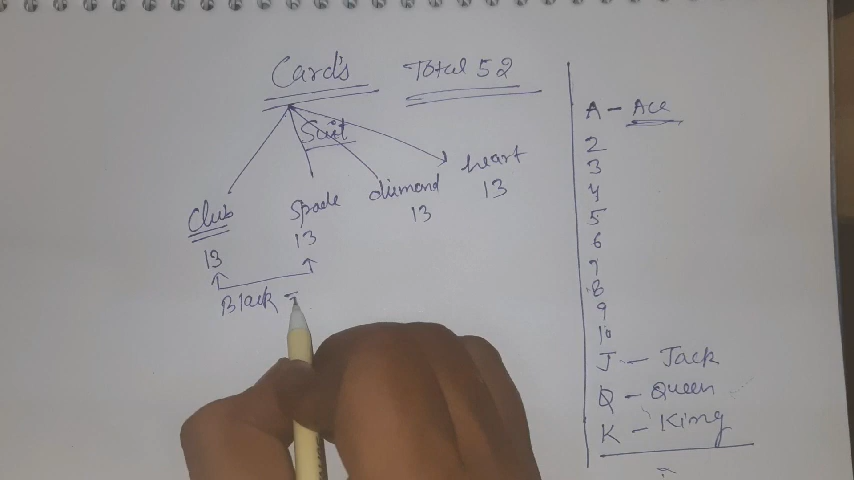 Card's Total 52
Suit
Club Spade diamond heart
13 13 13 13
Black =
A - Ace
2
3
4
5
6
7
8
9
10
J - Jack
Q - Queen
K - King
=